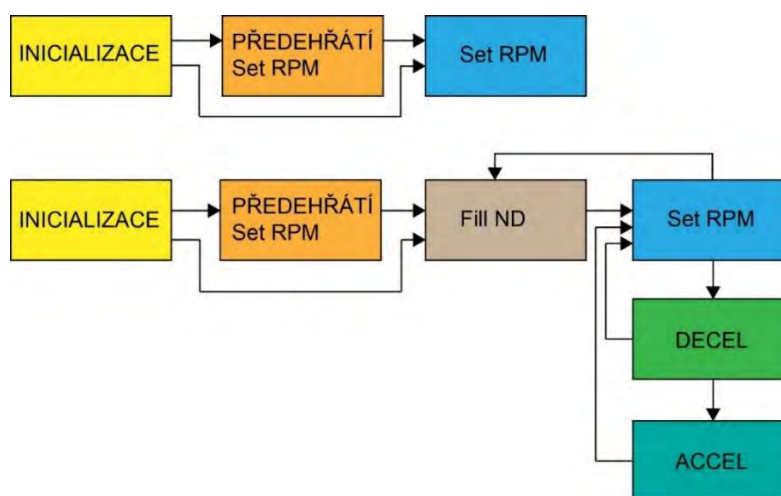 INICIALIZACE
PŘEDEHŘÁTÍ
Set RPM
Set RPM
INICIALIZACE
PŘEDEHŘÁTÍ
Set RPM
Fill ND
Set RPM
DECEL
ACCEL